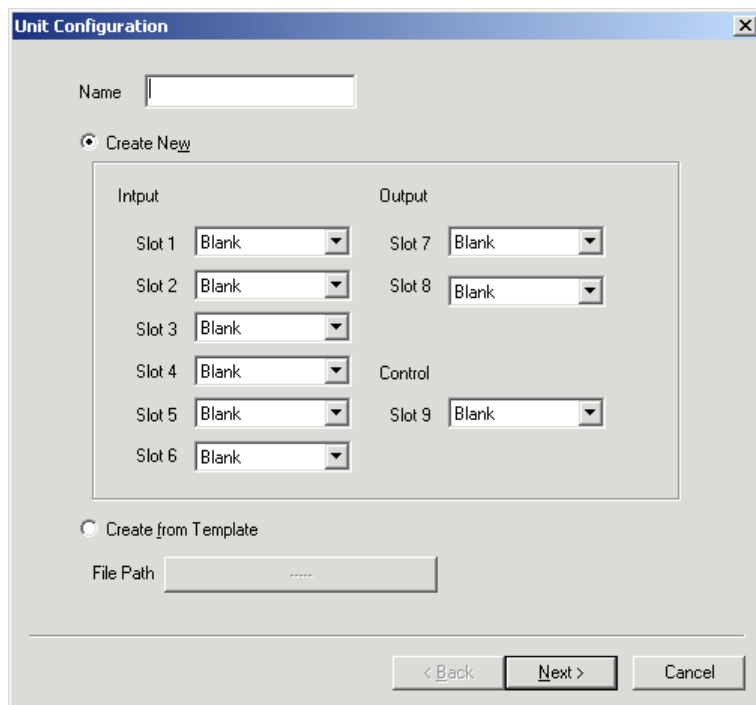 Unit Configuration
Name
Create New
Intput
Output
Slot 1 Blank
Slot 7 Blank
Slot 2 Blank
Slot 8 Blank
Slot 3 Blank
Slot 4 Blank
Control
Slot 5 Blank
Slot 9 Blank
Slot 6 Blank
Create from Template
File Path -----
< Back Next > Cancel